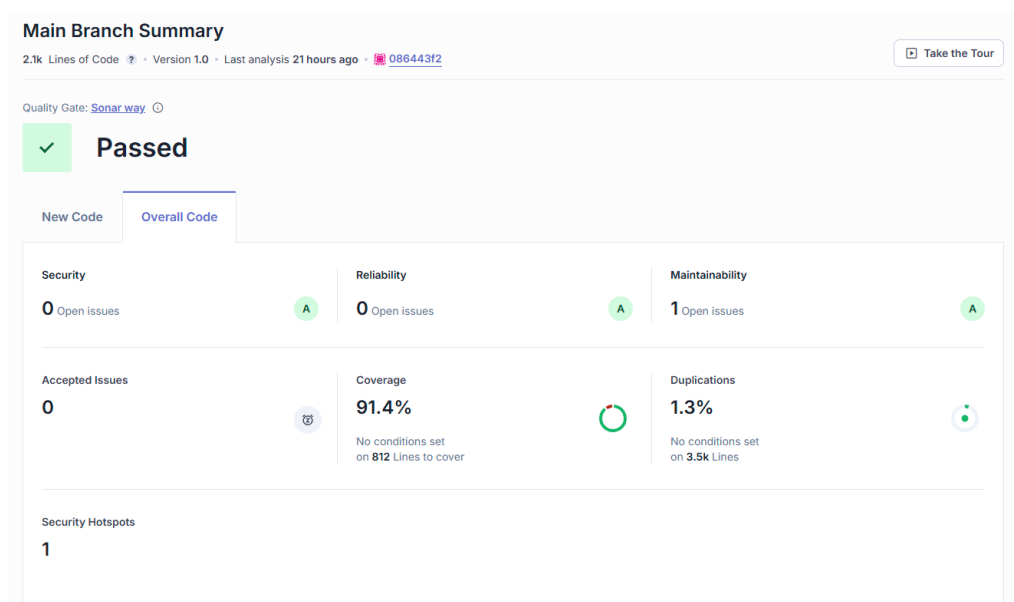 Main Branch Summary
2.1k Lines of Code ? • Version 1.0 • Last analysis 21 hours ago • 086443f2
Take the Tour
Quality Gate: Sonar way
Passed
New Code
Overall Code
Security
0 Open issues
A
Reliability
0 Open issues
A
Maintainability
1 Open issues
A
Accepted Issues
0
Coverage
91.4%
No conditions set
on 812 Lines to cover
Duplications
1.3%
No conditions set
on 3.5k Lines
Security Hotspots
1